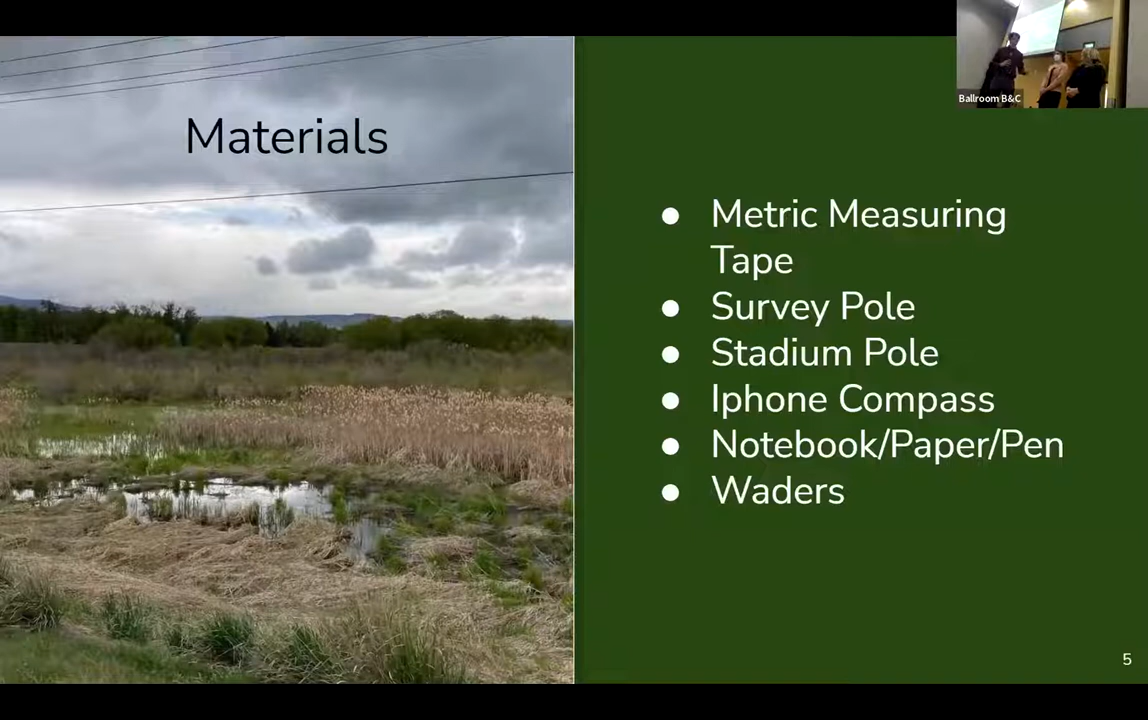 Ballroom B&C
Materials
● Metric Measuring
Tape
● Survey Pole
● Stadium Pole
● Iphone Compass
● Notebook/Paper/Pen
● Waders
5